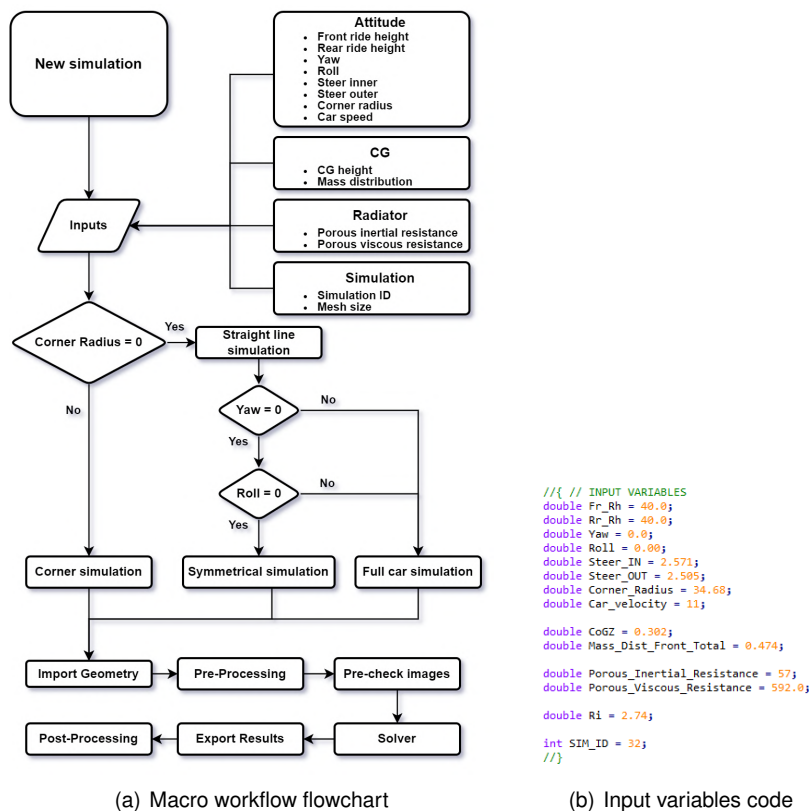 New simulation
Attitude
• Front ride height
• Rear ride height
• Yaw
• Roll
• Steer inner
• Steer outer
• Corner radius
• Car speed
CG
• CG height
• Mass distribution
Radiator
• Porous inertial resistance
• Porous viscous resistance
Simulation
• Simulation ID
• Mesh size
Inputs
Corner Radius = 0
Yes
No
Straight line
simulation
Yaw = 0
No
Yes
Roll = 0
No
Yes
Corner simulation
Symmetrical simulation
Full car simulation
Import Geometry
Pre-Processing
Pre-check images
Post-Processing
Export Results
Solver
(a) Macro workflow flowchart
//{ // INPUT VARIABLES
double Fr_Rh = 40.0;
double Rr_Rh = 40.0;
double Yaw = 0.0;
double Roll = 0.00;
double Steer_IN = 2.571;
double Steer_OUT = 2.505;
double Corner_Radius = 34.68;
double Car_velocity = 11;
double CoGZ = 0.302;
double Mass_Dist_Front_Total = 0.474;
double Porous_Inertial_Resistance = 57;
double Porous_Viscous_Resistance = 592.0;
double Ri = 2.74;
int SIM_ID = 32;
//}
(b) Input variables code